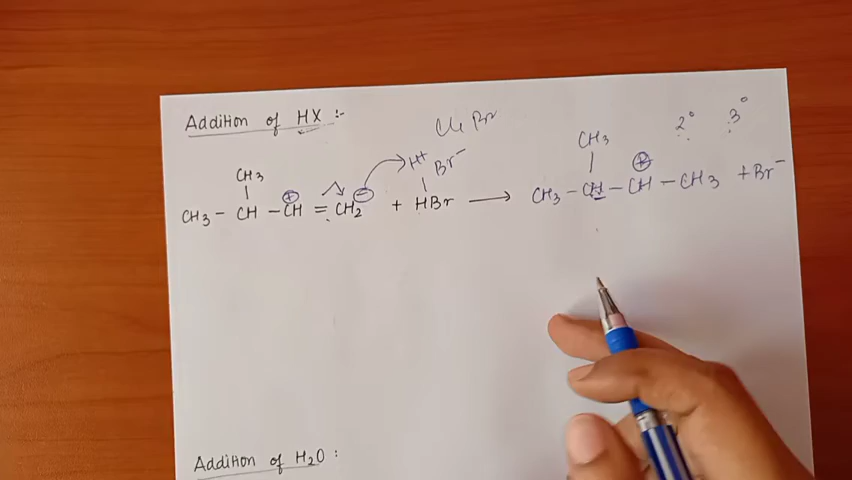 Addition of HX :-
Cl, Br
2° 3°
CH3 H+ Br- CH3
CH3 - CH - CH = CH2 + HBr → CH3 - CH - CH - CH3 + Br-
Addition of H2O :